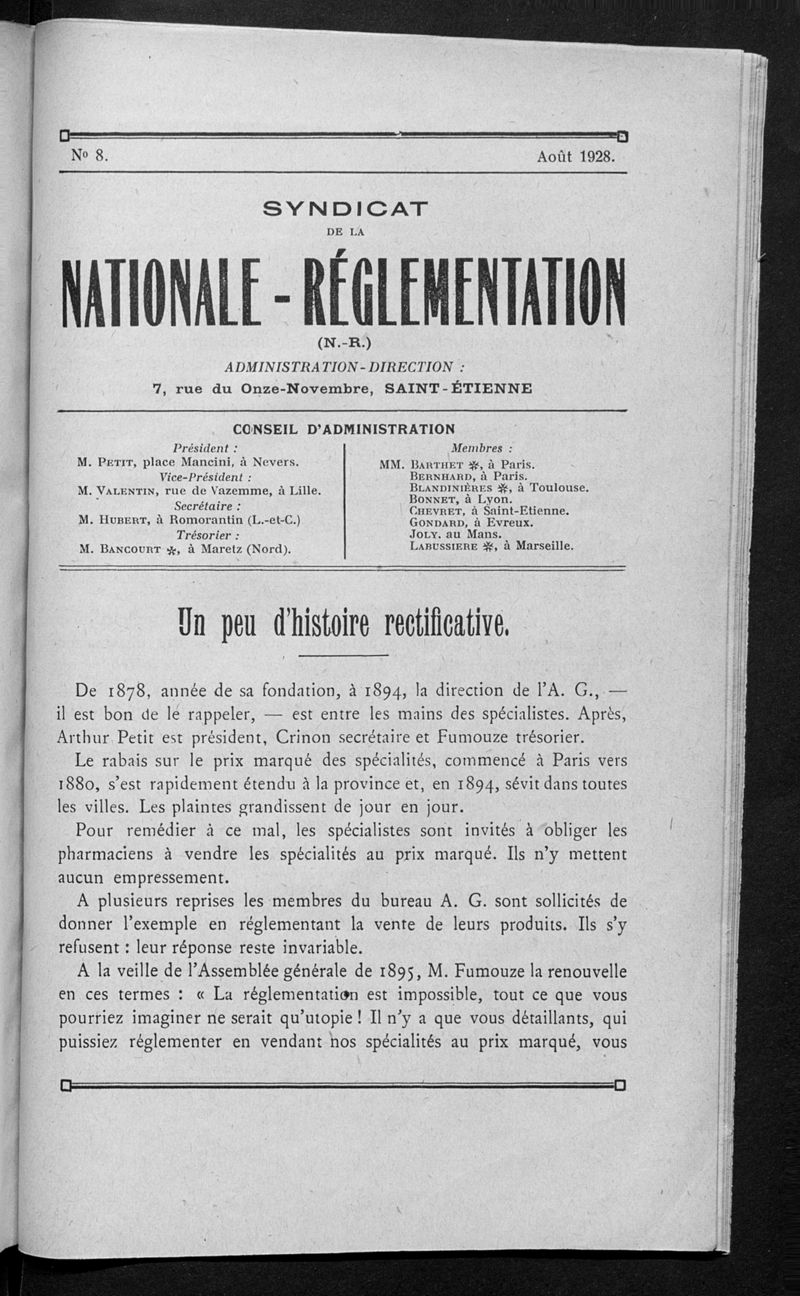 Nº 8.
Août 1928.
SYNDICAT
DE LA
NATIONALE - RÉGLEMENTATION
(N.-R.)
ADMINISTRATION-DIRECTION :
7, rue du Onze-Novembre, SAINT-ÉTIENNE
CONSEIL D'ADMINISTRATION
Président :
M. PETIT, place Mancini, à Nevers.
Vice-Président :
M. VALENTIN, rue de Vazemme, à Lille.
Secrétaire :
M. HUBERT, à Romorantin (L.-et-C.)
Trésorier :
M. BANCOURT ✻, à Maretz (Nord).
Membres :
MM. BARTHET ✻, à Paris.
BERNHARD, à Paris.
BLANDINIÈRES ✻, à Toulouse.
BONNET, à Lyon.
CHEVRET, à Saint-Etienne.
GONDARD, à Evreux.
JOLY. au Mans.
LABUSSIERE ✻, à Marseille.
Un peu d'histoire rectificative.
De 1878, année de sa fondation, à 1894, la direction de l'A. G., —
il est bon de le rappeler, — est entre les mains des spécialistes. Après,
Arthur Petit est président, Crinon secrétaire et Fumouze trésorier.
Le rabais sur le prix marqué des spécialités, commencé à Paris vers
1880, s'est rapidement étendu à la province et, en 1894, sévit dans toutes
les villes. Les plaintes grandissent de jour en jour.
Pour remédier à ce mal, les spécialistes sont invités à obliger les
pharmaciens à vendre les spécialités au prix marqué. Ils n'y mettent
aucun empressement.
A plusieurs reprises les membres du bureau A. G. sont sollicités de
donner l'exemple en réglementant la vente de leurs produits. Ils s'y
refusent : leur réponse reste invariable.
A la veille de l'Assemblée générale de 1895, M. Fumouze la renouvelle
en ces termes : « La réglementation est impossible, tout ce que vous
pourriez imaginer ne serait qu'utopie ! Il n'y a que vous détaillants, qui
puissiez réglementer en vendant nos spécialités au prix marqué, vous